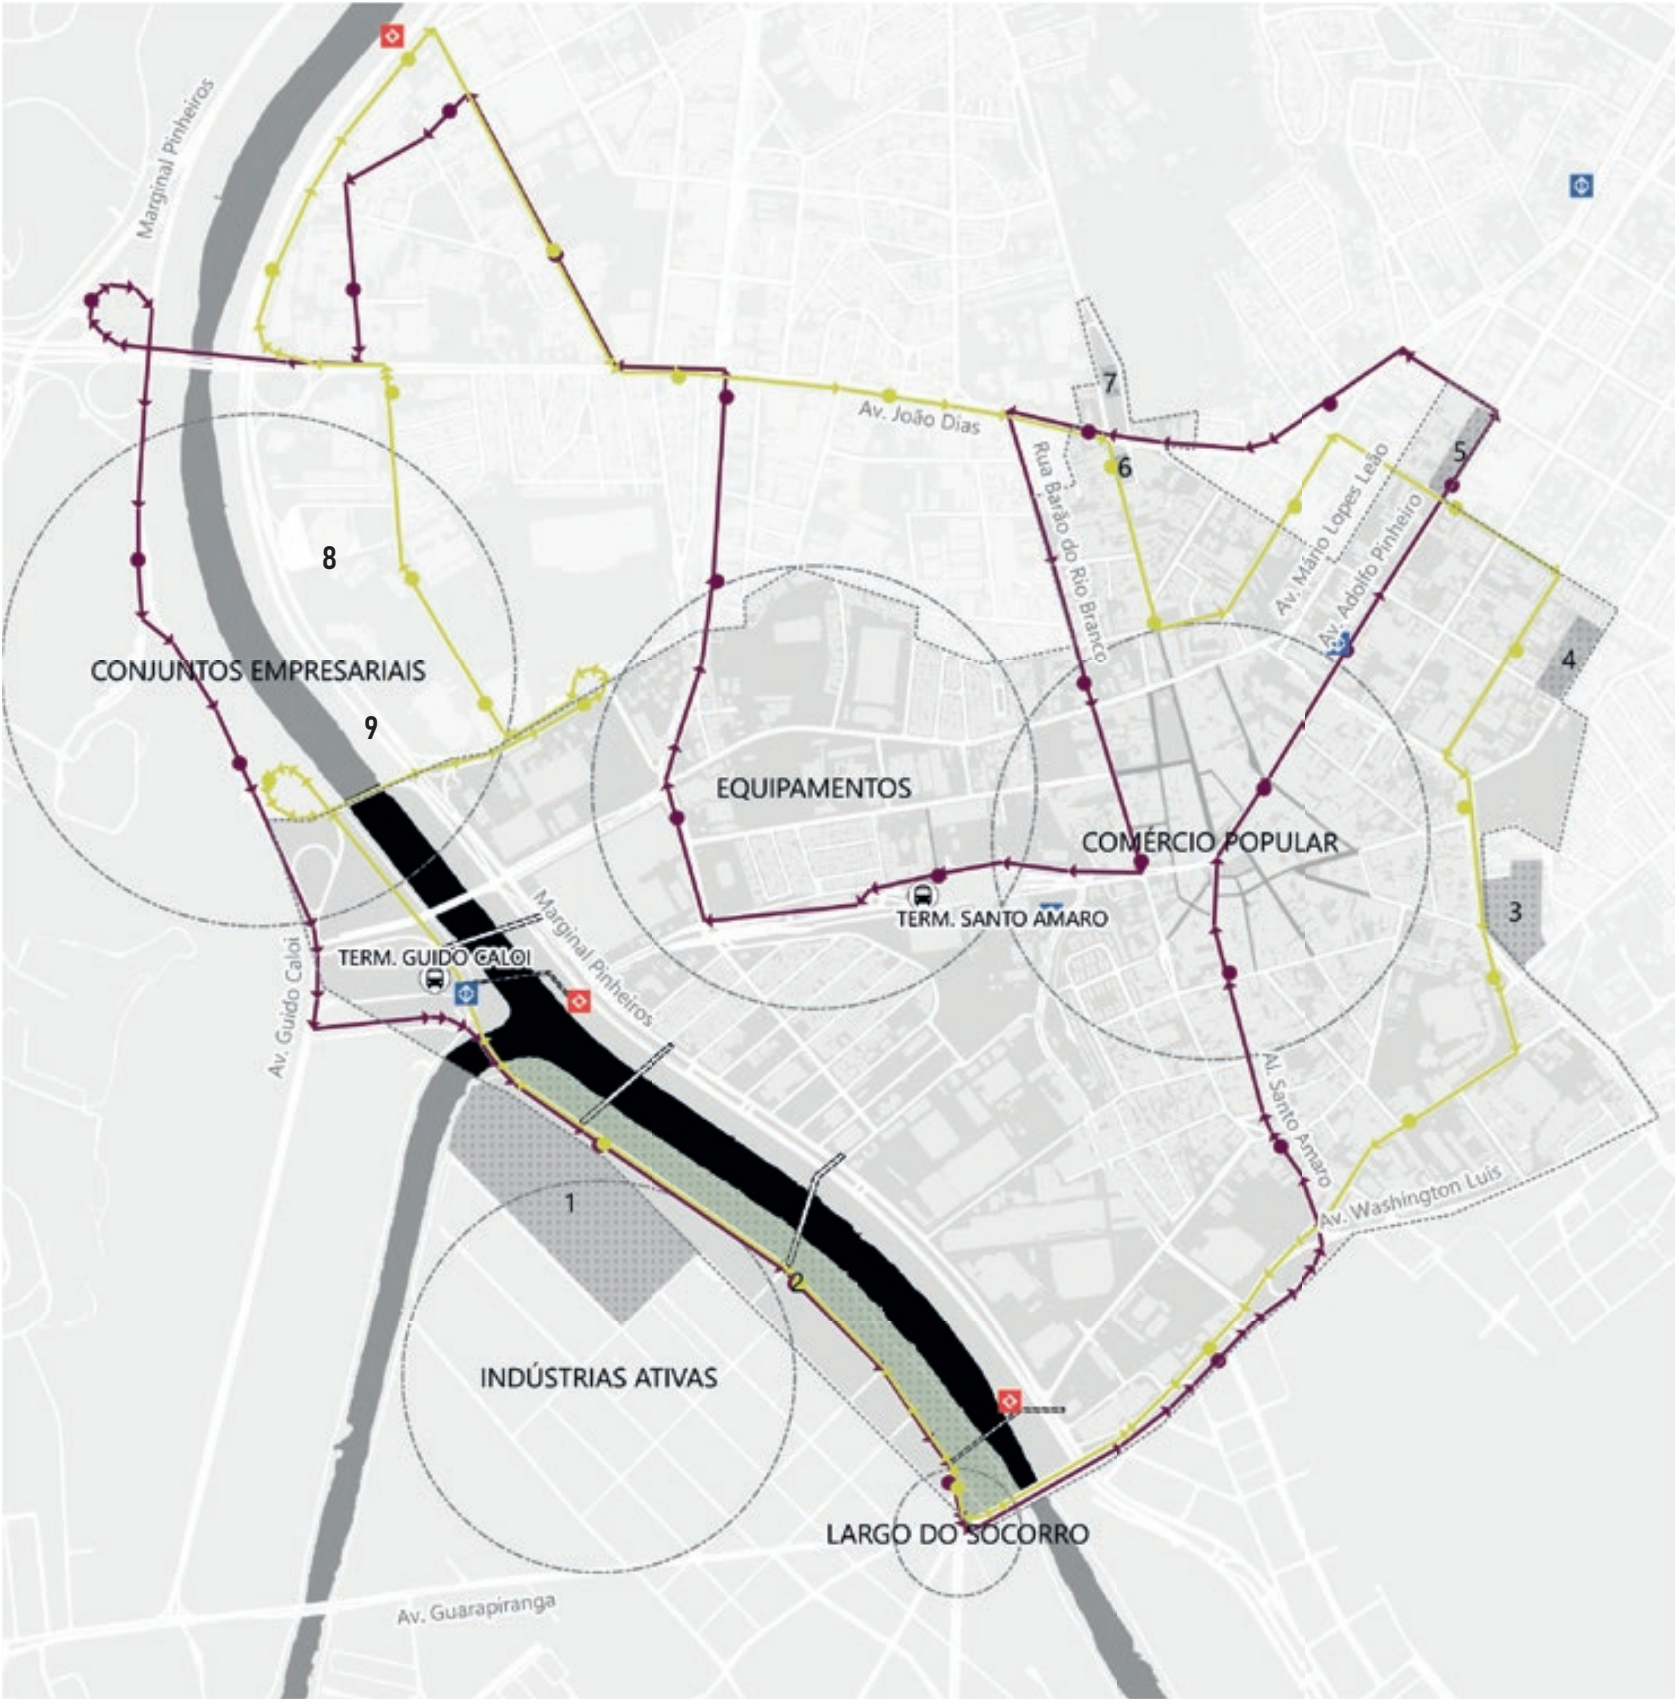 Marginal Pinheiros
7
Av. João Dias
6
5
Rua Barão do Rio Branco
Av. Mário Lopes Leão
Av. Adolfo Pinheiro
8
4
CONJUNTOS EMPRESARIAIS
9
EQUIPAMENTOS
COMÉRCIO POPULAR
3
TERM. SANTO AMARO
Marginal Pinheiros
TERM. GUIDO CALOI
Av. Guido Caloi
Al. Santo Amaro
1
Av. Washington Luis
2
INDÚSTRIAS ATIVAS
LARGO DO SOCORRO
Av. Guarapiranga